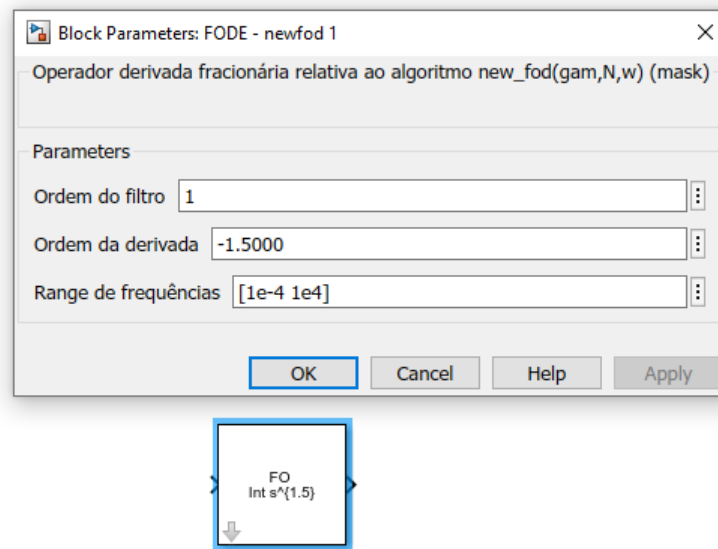 Block Parameters: FODE - newfod 1
Operador derivada fracionária relativa ao algoritmo new_fod(gam,N,w) (mask)
Parameters
Ordem do filtro 1
Ordem da derivada -1.5000
Range de frequências [1e-4 1e4]
OK Cancel Help Apply
FO
Int s^{1.5}